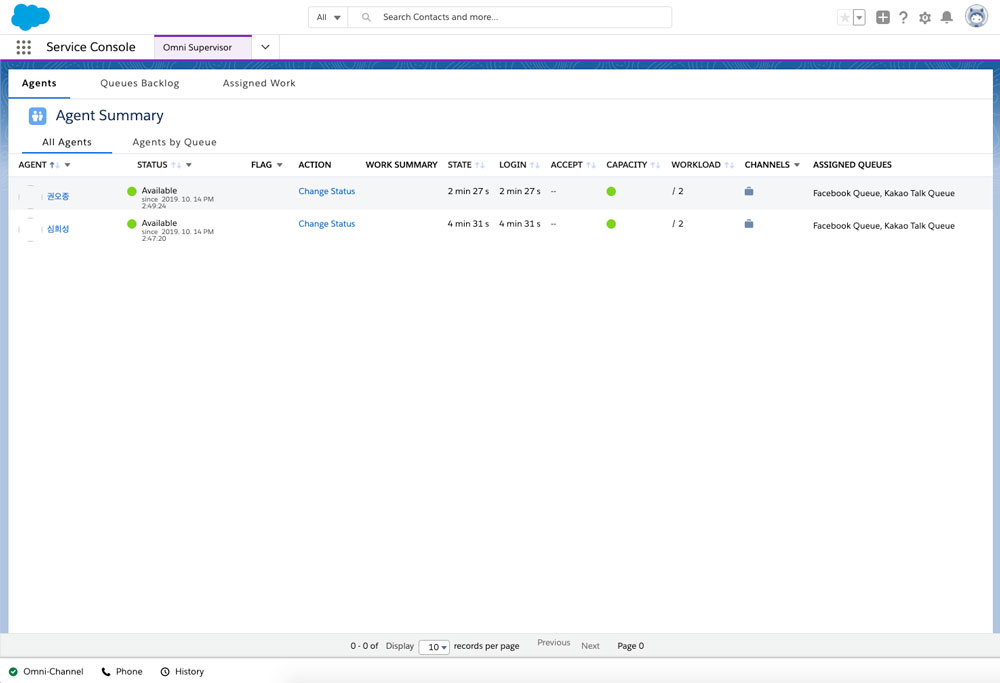 All
Search Contacts and more...
Service Console
Omni Supervisor
Agents Queues Backlog Assigned Work
Agent Summary
All Agents Agents by Queue
AGENT STATUS FLAG ACTION WORK SUMMARY STATE LOGIN ACCEPT CAPACITY WORKLOAD CHANNELS ASSIGNED QUEUES
권오종 Available Change Status 2 min 27 s 2 min 27 s -- / 2 Facebook Queue, Kakao Talk Queue
since 2019. 10. 14 PM
2:49:24
심희성 Available Change Status 4 min 31 s 4 min 31 s -- / 2 Facebook Queue, Kakao Talk Queue
since 2019. 10. 14 PM
2:47:20
0 - 0 of Display 10 records per page Previous Next Page 0
Omni-Channel Phone History